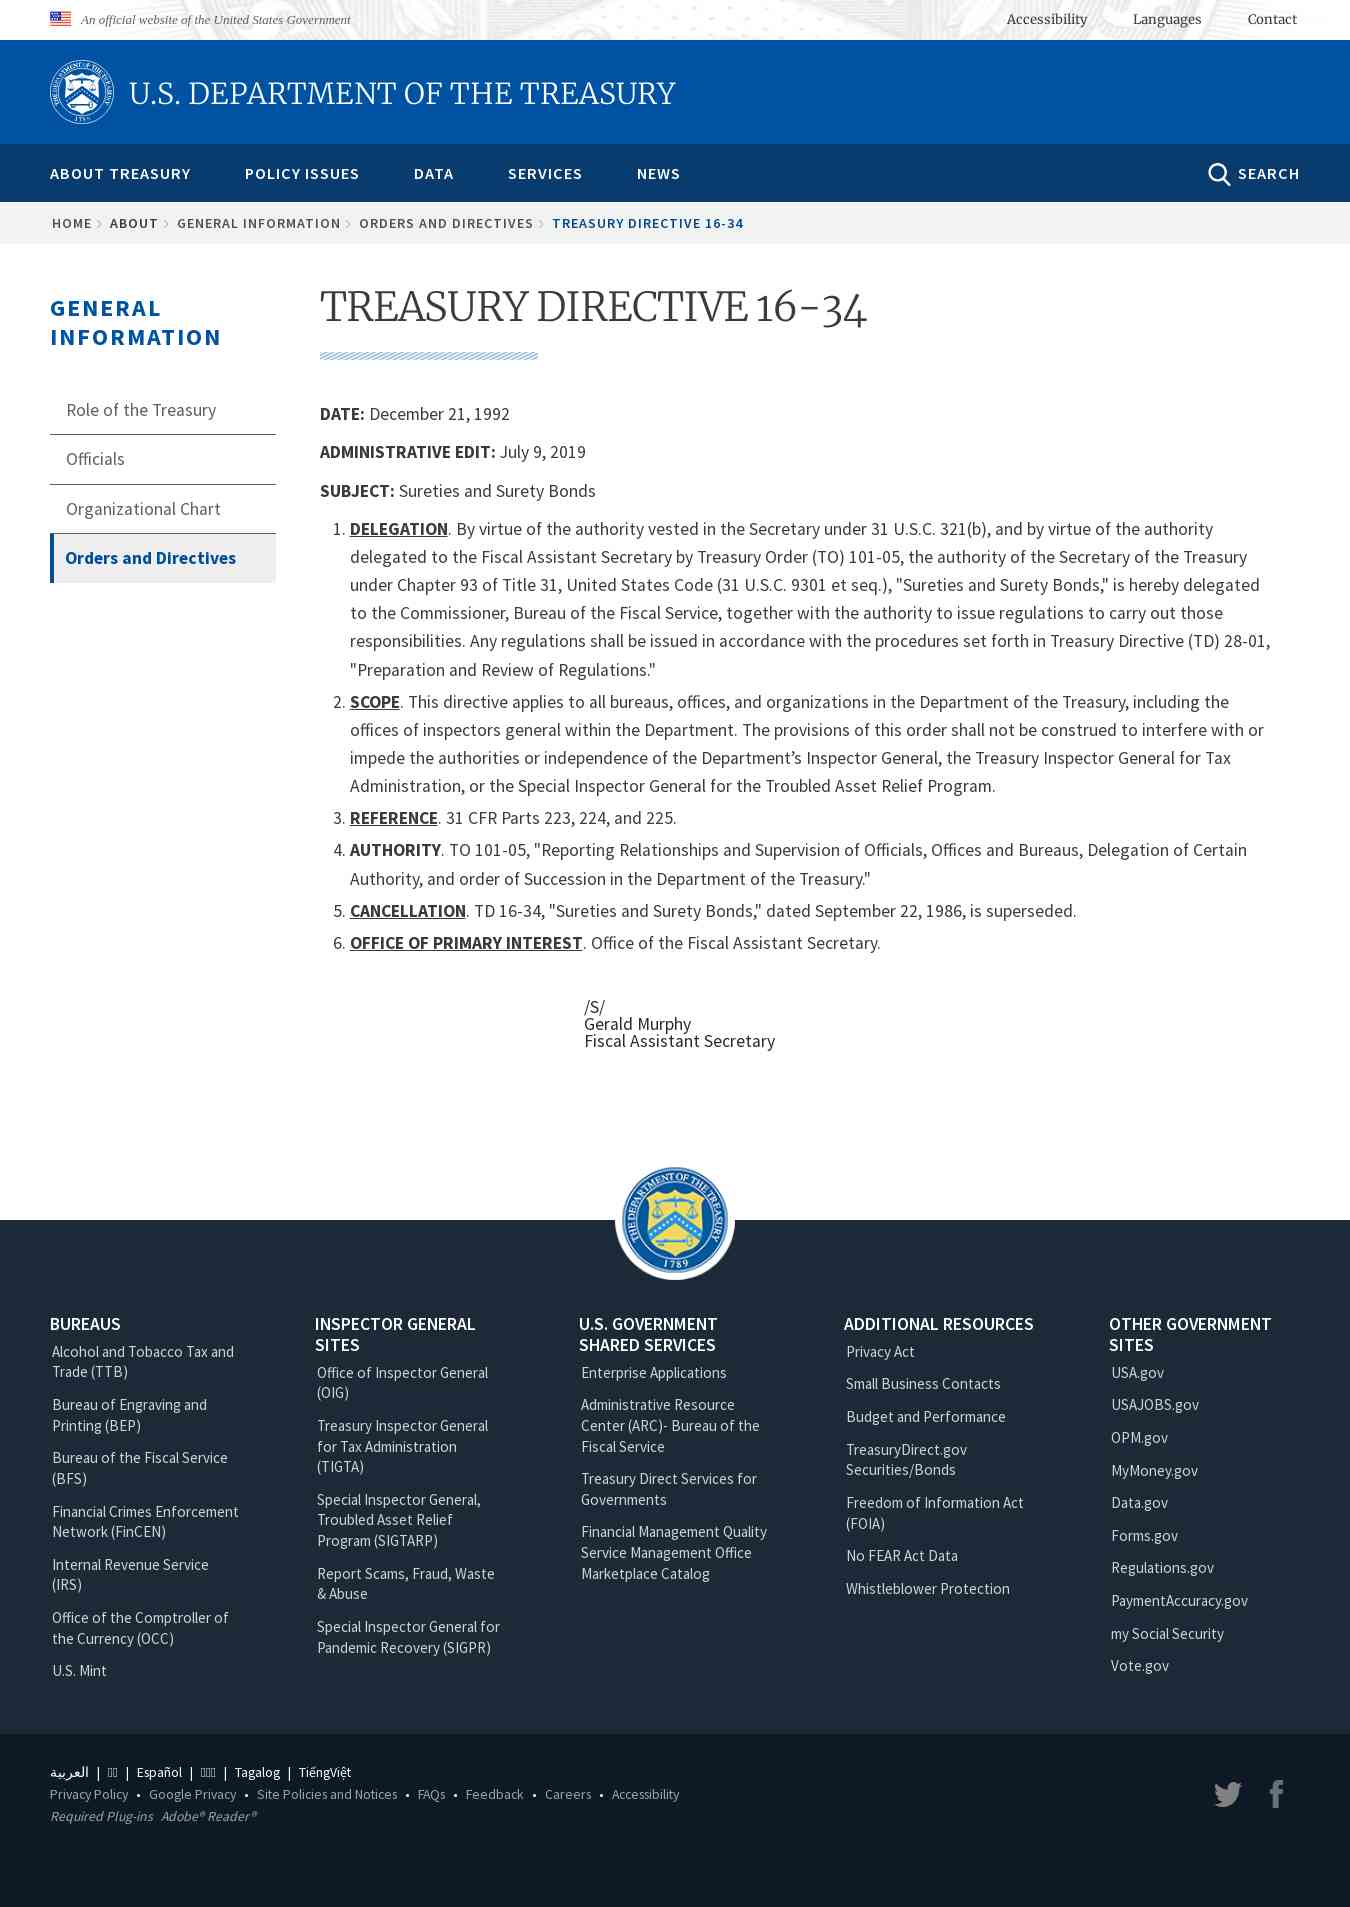 An official website of the United States Government
Accessibility
Languages
Contact
U.S. DEPARTMENT OF THE TREASURY
ABOUT TREASURY
POLICY ISSUES
DATA
SERVICES
NEWS
SEARCH
HOME
ABOUT
GENERAL INFORMATION
ORDERS AND DIRECTIVES
TREASURY DIRECTIVE 16-34
GENERAL
INFORMATION
Role of the Treasury
Officials
Organizational Chart
Orders and Directives
TREASURY DIRECTIVE 16-34
DATE: December 21, 1992
ADMINISTRATIVE EDIT: July 9, 2019
SUBJECT: Sureties and Surety Bonds
1. DELEGATION. By virtue of the authority vested in the Secretary under 31 U.S.C. 321(b), and by virtue of the authority
delegated to the Fiscal Assistant Secretary by Treasury Order (TO) 101-05, the authority of the Secretary of the Treasury
under Chapter 93 of Title 31, United States Code (31 U.S.C. 9301 et seq.), "Sureties and Surety Bonds," is hereby delegated
to the Commissioner, Bureau of the Fiscal Service, together with the authority to issue regulations to carry out those
responsibilities. Any regulations shall be issued in accordance with the procedures set forth in Treasury Directive (TD) 28-01,
"Preparation and Review of Regulations."
2. SCOPE. This directive applies to all bureaus, offices, and organizations in the Department of the Treasury, including the
offices of inspectors general within the Department. The provisions of this order shall not be construed to interfere with or
impede the authorities or independence of the Department’s Inspector General, the Treasury Inspector General for Tax
Administration, or the Special Inspector General for the Troubled Asset Relief Program.
3. REFERENCE. 31 CFR Parts 223, 224, and 225.
4. AUTHORITY. TO 101-05, "Reporting Relationships and Supervision of Officials, Offices and Bureaus, Delegation of Certain
Authority, and order of Succession in the Department of the Treasury."
5. CANCELLATION. TD 16-34, "Sureties and Surety Bonds," dated September 22, 1986, is superseded.
6. OFFICE OF PRIMARY INTEREST. Office of the Fiscal Assistant Secretary.
/S/
Gerald Murphy
Fiscal Assistant Secretary
THE DEPARTMENT OF THE TREASURY
1789
BUREAUS
Alcohol and Tobacco Tax and
Trade (TTB)
Bureau of Engraving and
Printing (BEP)
Bureau of the Fiscal Service
(BFS)
Financial Crimes Enforcement
Network (FinCEN)
Internal Revenue Service
(IRS)
Office of the Comptroller of
the Currency (OCC)
U.S. Mint
INSPECTOR GENERAL
SITES
Office of Inspector General
(OIG)
Treasury Inspector General
for Tax Administration
(TIGTA)
Special Inspector General,
Troubled Asset Relief
Program (SIGTARP)
Report Scams, Fraud, Waste
& Abuse
Special Inspector General for
Pandemic Recovery (SIGPR)
U.S. GOVERNMENT
SHARED SERVICES
Enterprise Applications
Administrative Resource
Center (ARC)- Bureau of the
Fiscal Service
Treasury Direct Services for
Governments
Financial Management Quality
Service Management Office
Marketplace Catalog
ADDITIONAL RESOURCES
Privacy Act
Small Business Contacts
Budget and Performance
TreasuryDirect.gov
Securities/Bonds
Freedom of Information Act
(FOIA)
No FEAR Act Data
Whistleblower Protection
OTHER GOVERNMENT
SITES
USA.gov
USAJOBS.gov
OPM.gov
MyMoney.gov
Data.gov
Forms.gov
Regulations.gov
PaymentAccuracy.gov
my Social Security
Vote.gov
العربية | | Español | | Tagalog | TiếngViệt
Privacy Policy • Google Privacy • Site Policies and Notices • FAQs • Feedback • Careers • Accessibility
Required Plug-ins Adobe® Reader®